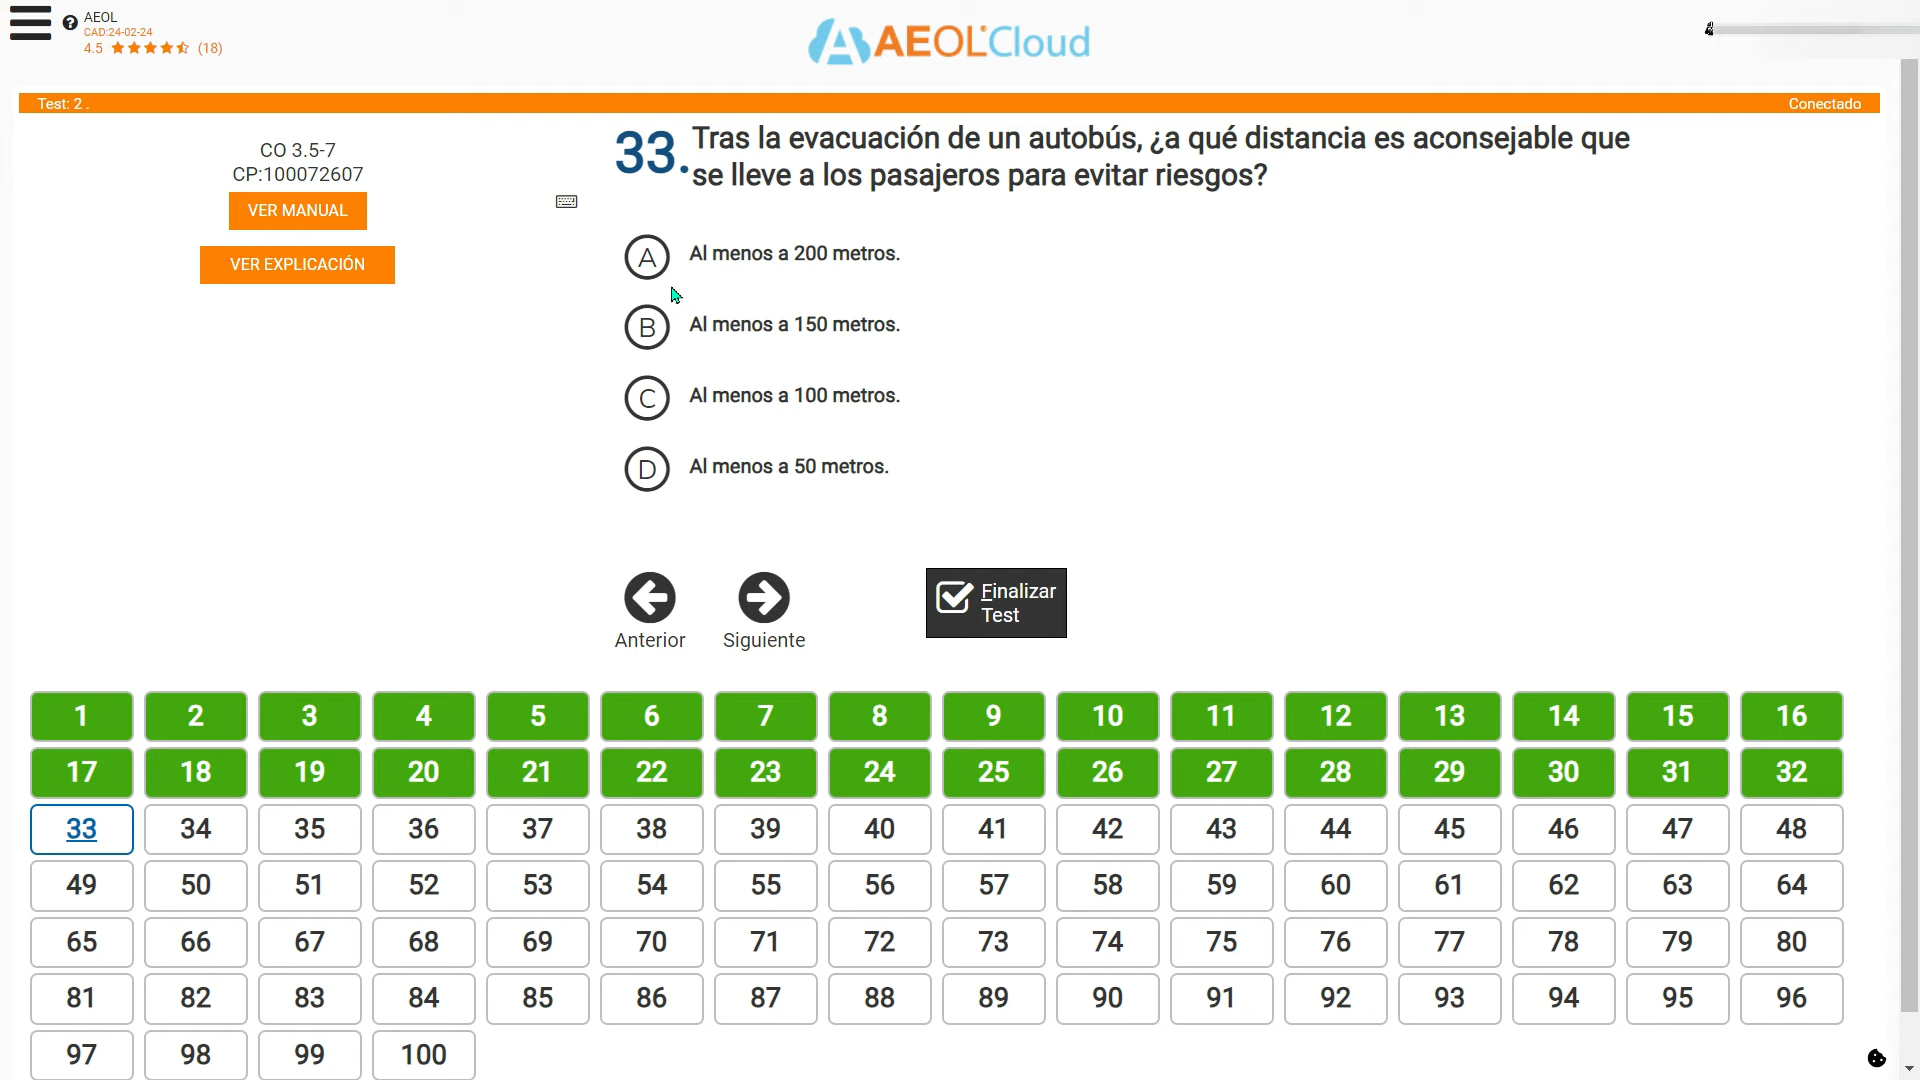 AEOL
CAD:24-02-24
4.5 (18)
AEOL Cloud
Test: 2 .
Conectado
CO 3.5-7
CP:100072607
VER MANUAL
VER EXPLICACIÓN
33. Tras la evacuación de un autobús, ¿a qué distancia es aconsejable que
se lleve a los pasajeros para evitar riesgos?
A Al menos a 200 metros.
B Al menos a 150 metros.
C Al menos a 100 metros.
D Al menos a 50 metros.
Anterior
Siguiente
Finalizar
Test
1 2 3 4 5 6 7 8 9 10 11 12 13 14 15 16
17 18 19 20 21 22 23 24 25 26 27 28 29 30 31 32
33 34 35 36 37 38 39 40 41 42 43 44 45 46 47 48
49 50 51 52 53 54 55 56 57 58 59 60 61 62 63 64
65 66 67 68 69 70 71 72 73 74 75 76 77 78 79 80
81 82 83 84 85 86 87 88 89 90 91 92 93 94 95 96
97 98 99 100